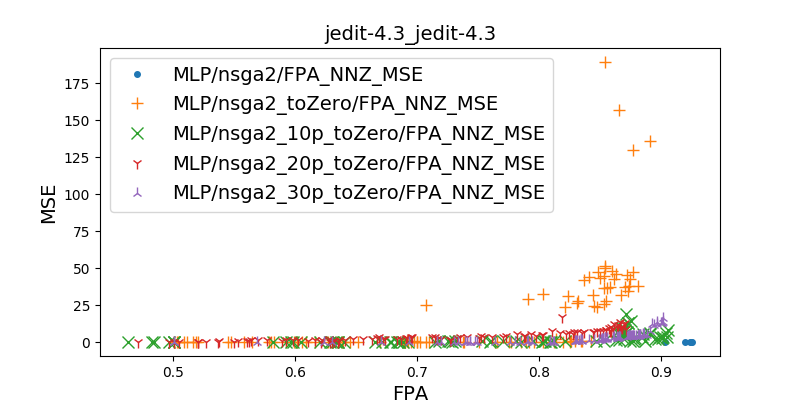 jedit-4.3_jedit-4.3
MLP/nsga2/FPA_NNZ_MSE
MLP/nsga2_toZero/FPA_NNZ_MSE
MLP/nsga2_10p_toZero/FPA_NNZ_MSE
MLP/nsga2_20p_toZero/FPA_NNZ_MSE
MLP/nsga2_30p_toZero/FPA_NNZ_MSE
MSE
175
150
125
100
75
50
25
0
0.5 0.6 0.7 0.8 0.9
FPA